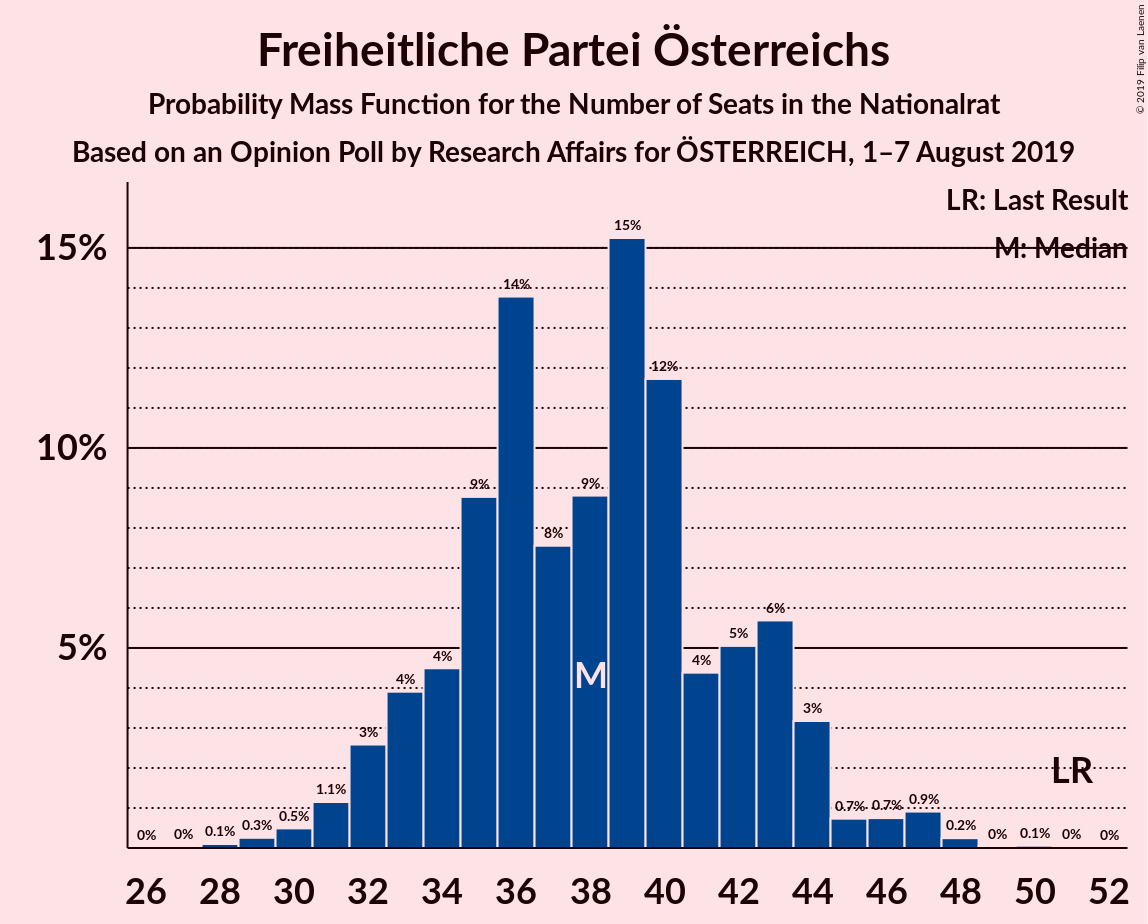 Freiheitliche Partei Österreichs
Probability Mass Function for the Number of Seats in the Nationalrat
Based on an Opinion Poll by Research Affairs for ÖSTERREICH, 1–7 August 2019
© 2019 Filip van Laenen
LR: Last Result
M: Median
15%
10%
5%
0% 0% 0.1% 0.3% 0.5% 1.1% 3% 4% 4% 9% 14% 8% 9% 15% 12% 4% 5% 6% 3% 0.7% 0.7% 0.9% 0.2% 0% 0.1% 0% 0%
M
LR
26 28 30 32 34 36 38 40 42 44 46 48 50 52